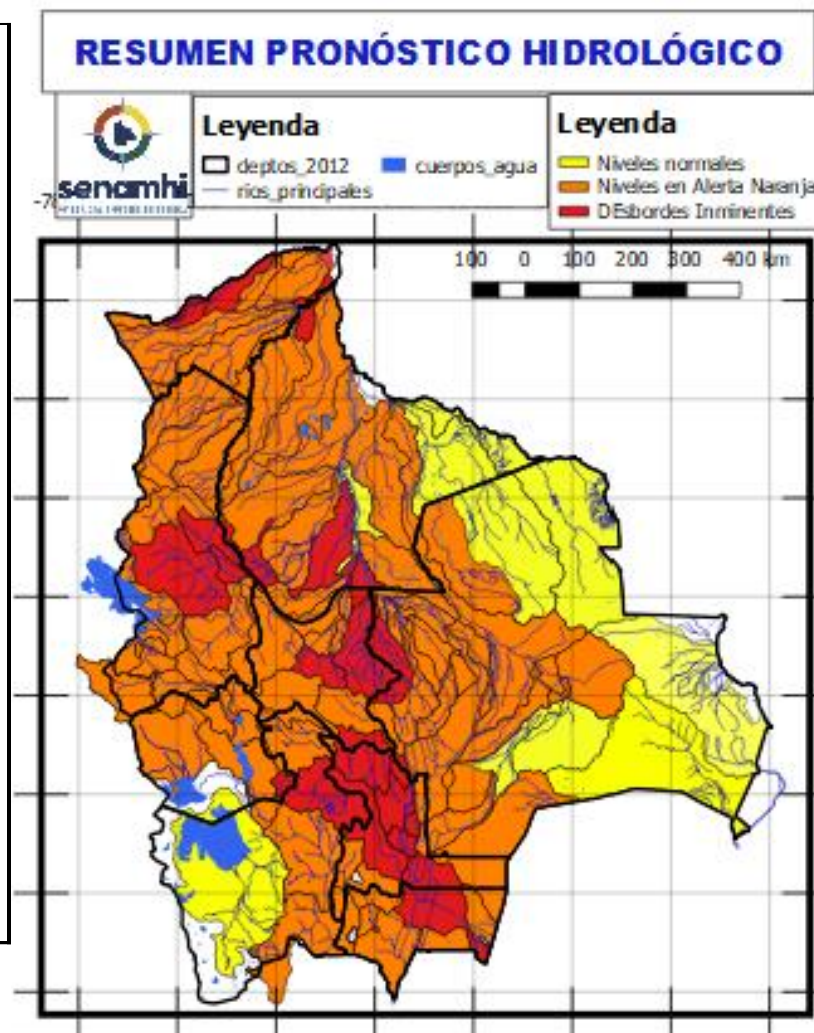 RESUMEN PRONÓSTICO HIDROLÓGICO
senamhi
Leyenda
deptos_2012
cuerpos_agua
rios_principales
Leyenda
Niveles normales
Niveles en Alerta Naranja
DEsbordes Inminentes
100 0 100 200 300 400 km